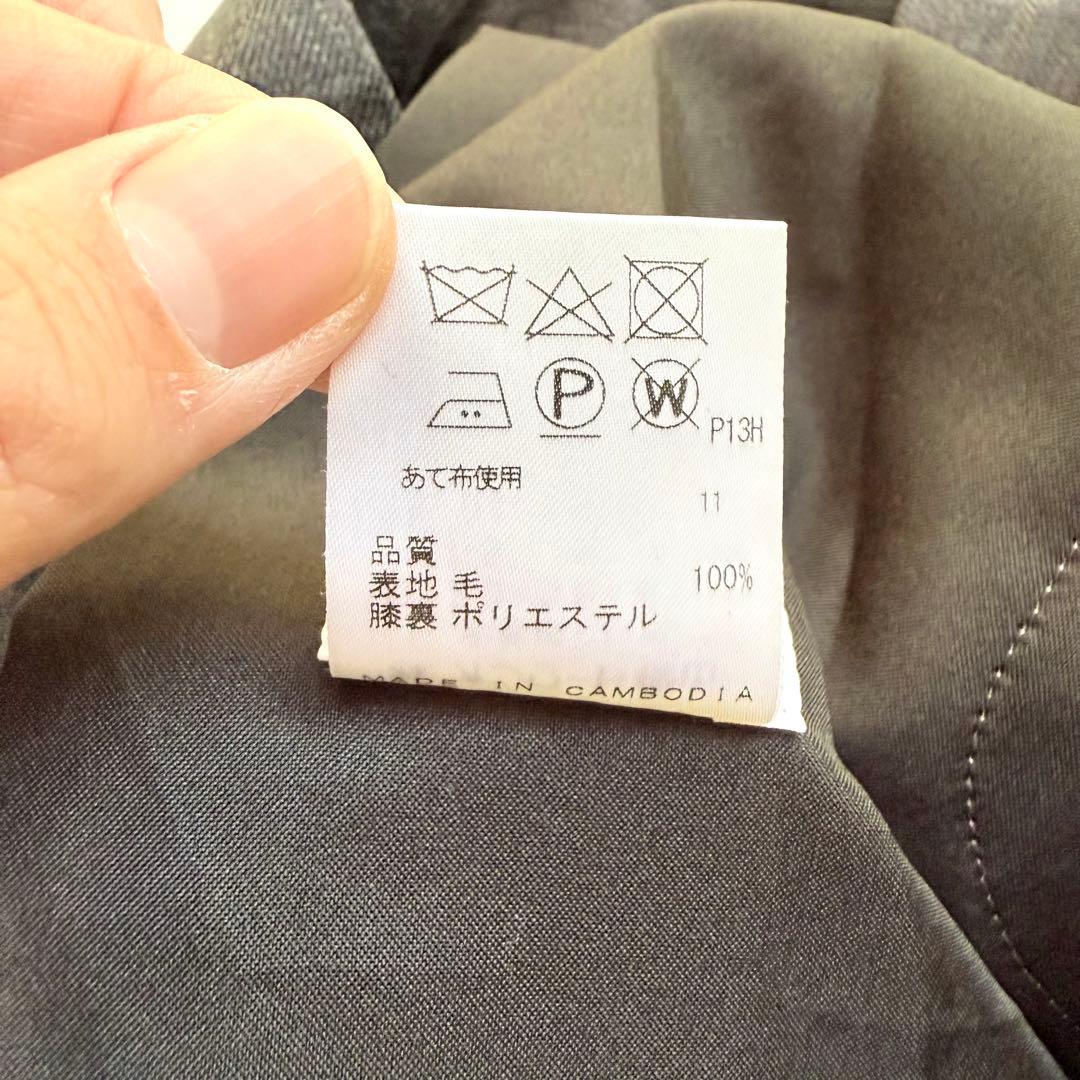 P W P13H
あて布使用
11
品質
表地 毛 100%
膝裏 ポリエステル
MADE IN CAMBODIA